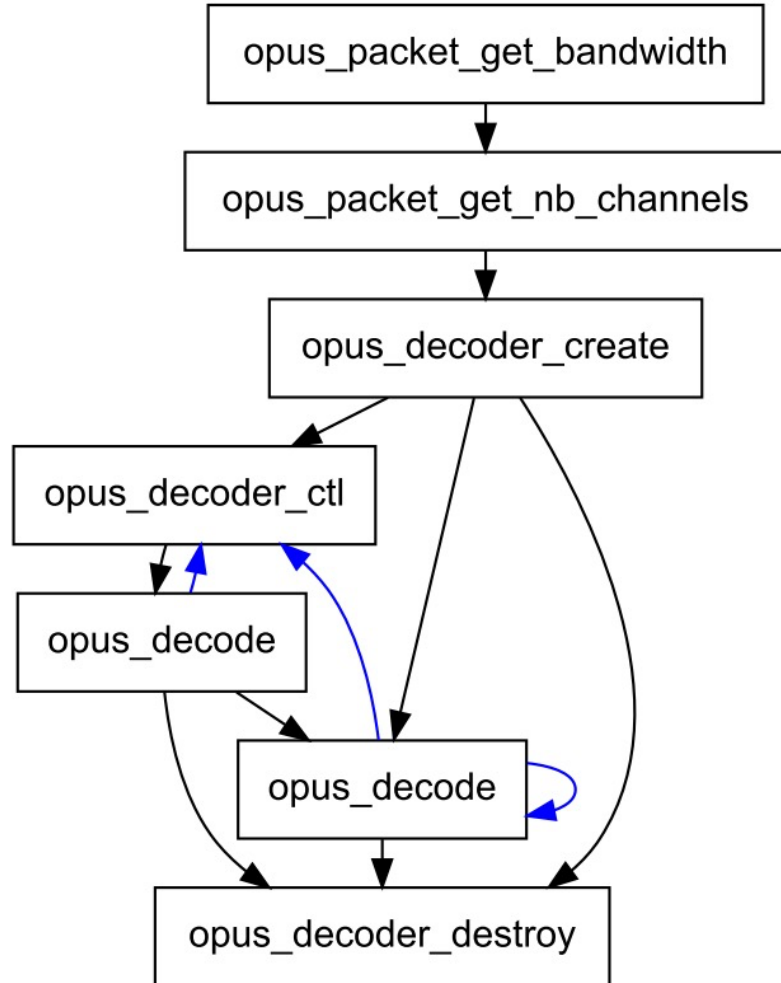 opus_packet_get_bandwidth
opus_packet_get_nb_channels
opus_decoder_create
opus_decoder_ctl
opus_decode
opus_decode
opus_decoder_destroy